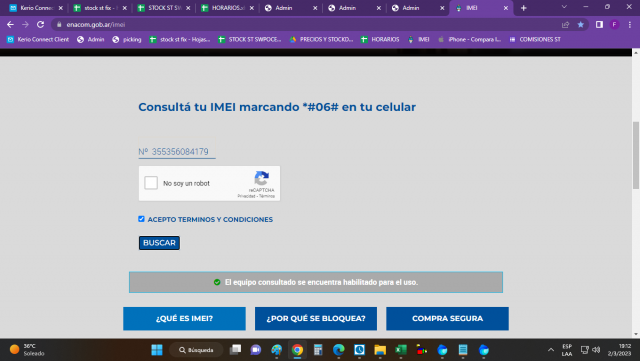 Kerio Connect
stock st fix - H
STOCK ST SW
HORARIOS.
Admin
Admin
Admin
IMEI
enacom.gob.ar/imei
F
Kerio Connect Client
Admin
picking
stock st fix - Hojas...
STOCK ST SWPOCE...
PRECIOS Y STOCKD...
HORARIOS
IMEI
iPhone - Compara l...
COMISIONES ST
Consultá tu IMEI marcando *#06# en tu celular
Nº 355356084179
No soy un robot
reCAPTCHA
Privacidad - Términos
ACEPTO TERMINOS Y CONDICIONES
BUSCAR
El equipo consultado se encuentra habilitado para el uso.
¿QUÉ ES IMEI?
¿POR QUÉ SE BLOQUEA?
COMPRA SEGURA
36°C
Soleado
Búsqueda
ESP
LAA
19:12
2/3/2023